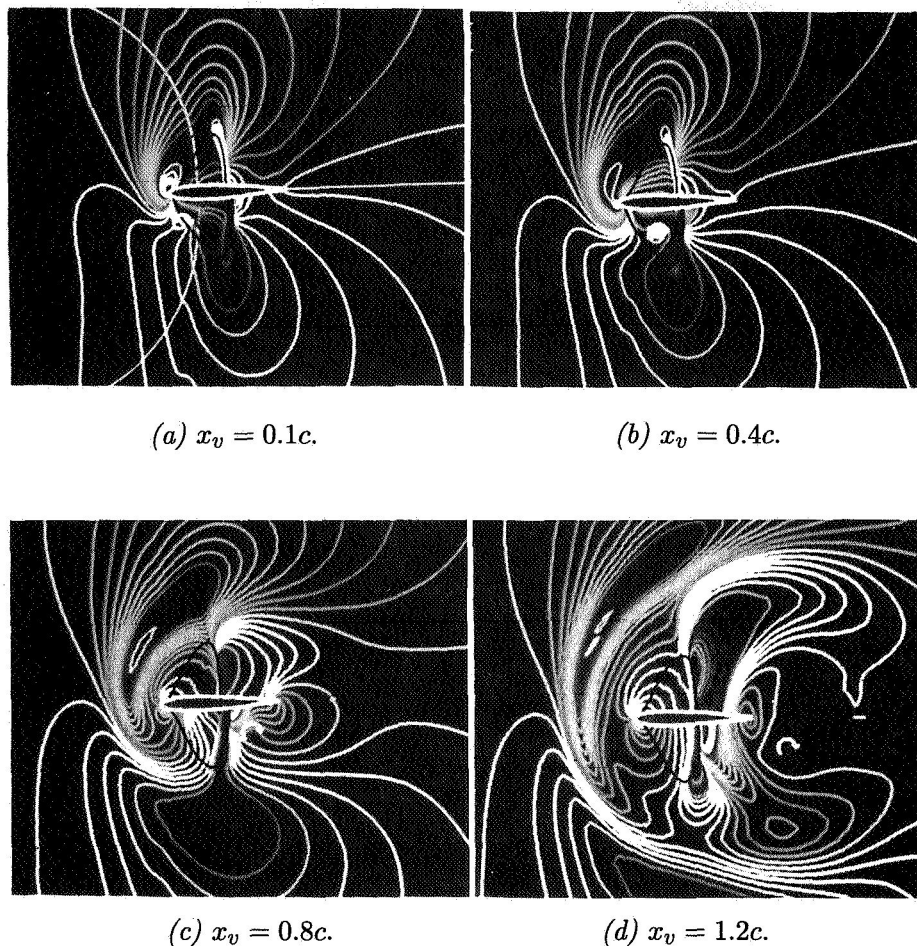 (a) x_v = 0.1c.
(b) x_v = 0.4c.
(c) x_v = 0.8c.
(d) x_v = 1.2c.